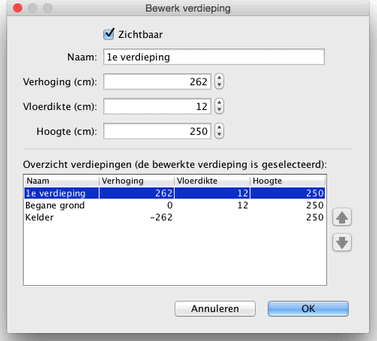 Bewerk verdieping
Zichtbaar
Naam: 1e verdieping
Verhoging (cm): 262
Vloerdikte (cm): 12
Hoogte (cm): 250
Overzicht verdiepingen (de bewerkte verdieping is geselecteerd):
Naam Verhoging Vloerdikte Hoogte
1e verdieping 262 12 250
Begane grond 0 12 250
Kelder -262 250
Annuleren OK